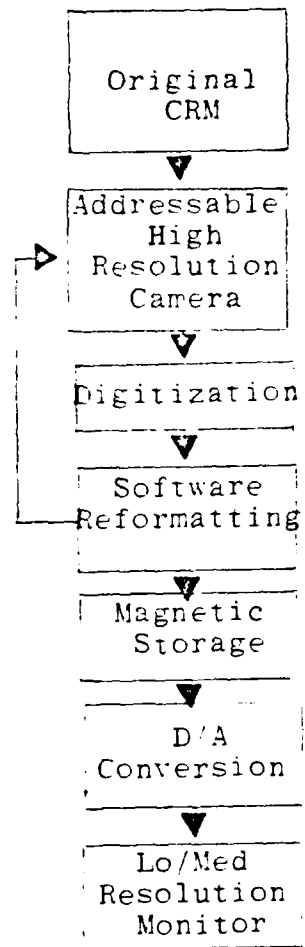 Original
CRM
Addressable
High
Resolution
Camera
Digitization
Software
Reformatting
Magnetic
Storage
D/A
Conversion
Lo/Med
Resolution
Monitor